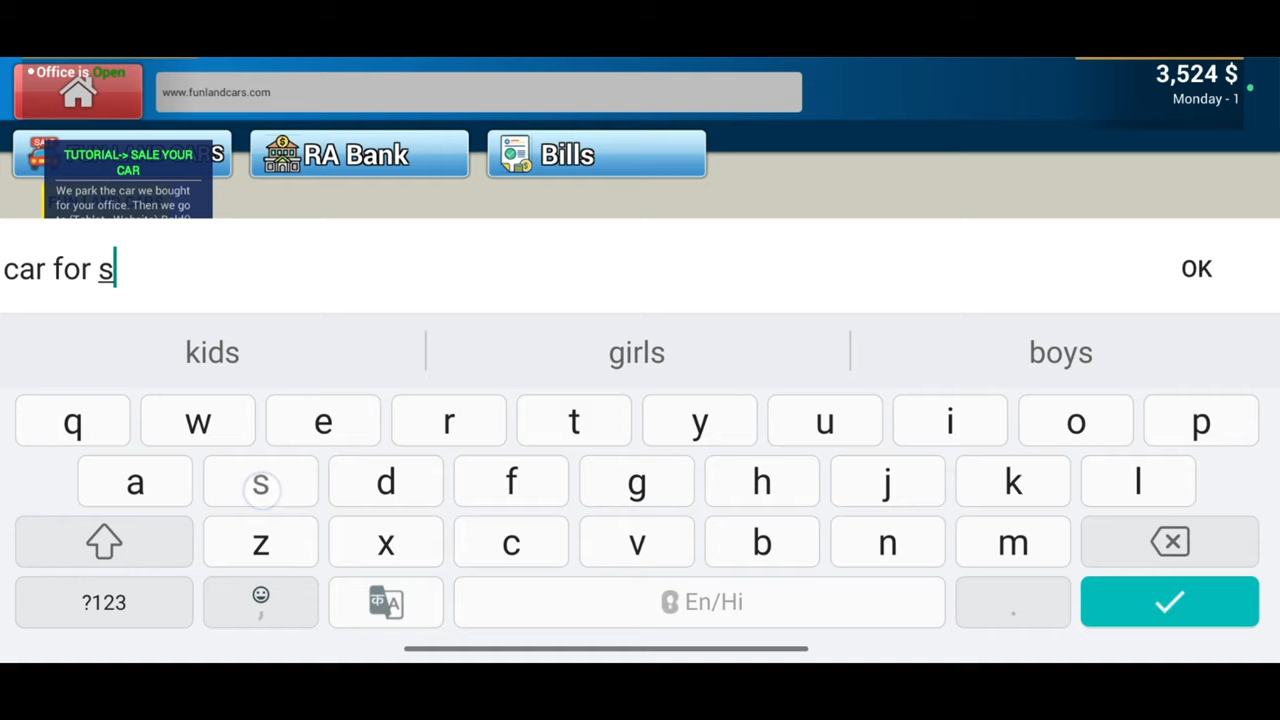 Office is Open
3,524 $
www.funlandcars.com
Monday - 1
SALE
S
RA Bank
Bills
TUTORIAL-> SALE YOUR
CAR
We park the car we bought
for your office. Then we go
car for s
OK
kids girls boys
q w e r t y u i o p
a s d f g h j k l
z x c v b n m
?123 , क A En/Hi .